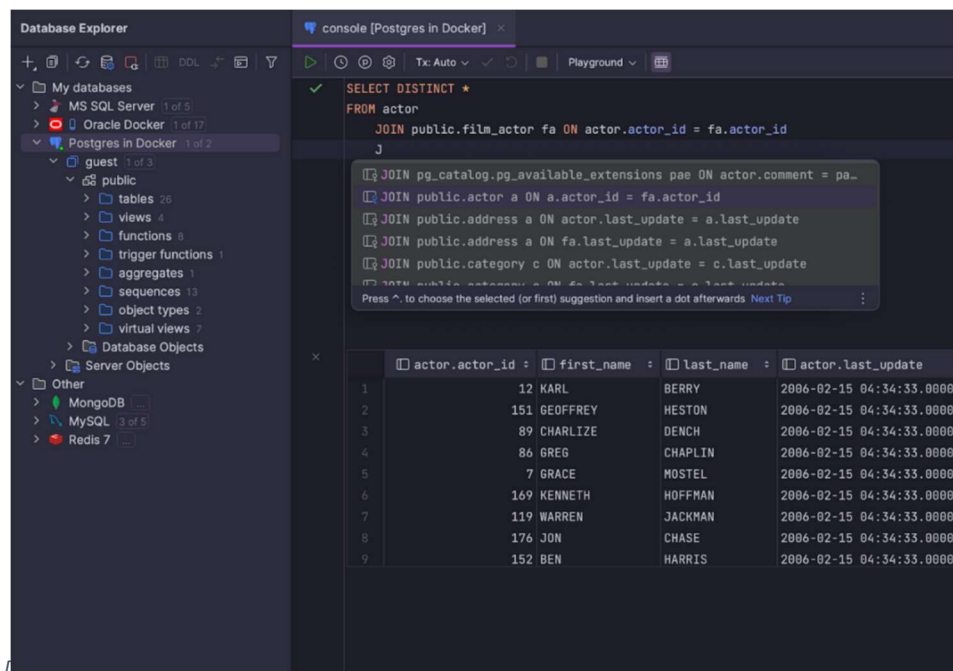 Database Explorer
console [Postgres in Docker]
DDL
Tx: Auto
Playground
My databases
MS SQL Server 1 of 5
Oracle Docker 1 of 17
Postgres in Docker 1 of 2
guest 1 of 3
public
tables 26
views 4
functions 8
trigger functions 1
aggregates 1
sequences 13
object types 2
virtual views 7
Database Objects
Server Objects
Other
MongoDB ...
MySQL 3 of 5
Redis 7 ...
SELECT DISTINCT *
FROM actor
JOIN public.film_actor fa ON actor.actor_id = fa.actor_id
J
JOIN pg_catalog.pg_available_extensions pae ON actor.comment = pa…
JOIN public.actor a ON a.actor_id = fa.actor_id
JOIN public.address a ON actor.last_update = a.last_update
JOIN public.address a ON fa.last_update = a.last_update
JOIN public.category c ON actor.last_update = c.last_update
JOIN public.category c ON fa.last_update = c.last_update
Press ^. to choose the selected (or first) suggestion and insert a dot afterwards Next Tip
actor.actor_id first_name last_name actor.last_update
1 12 KARL BERRY 2006-02-15 04:34:33.0000
2 151 GEOFFREY HESTON 2006-02-15 04:34:33.0000
3 89 CHARLIZE DENCH 2006-02-15 04:34:33.0000
4 86 GREG CHAPLIN 2006-02-15 04:34:33.0000
5 7 GRACE MOSTEL 2006-02-15 04:34:33.0000
6 169 KENNETH HOFFMAN 2006-02-15 04:34:33.0000
7 119 WARREN JACKMAN 2006-02-15 04:34:33.0000
8 176 JON CHASE 2006-02-15 04:34:33.0000
9 152 BEN HARRIS 2006-02-15 04:34:33.0000